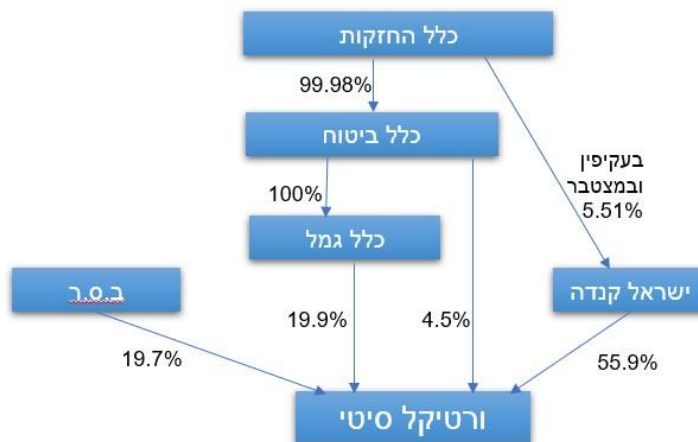 כלל החזקות
99.98%
כלל ביטוח
בעקיפין
ובמצטבר
5.51%
100%
כלל גמל
ב.ס.ר
ישראל קנדה
19.9%
4.5%
19.7%
55.9%
ורטיקל סיטי